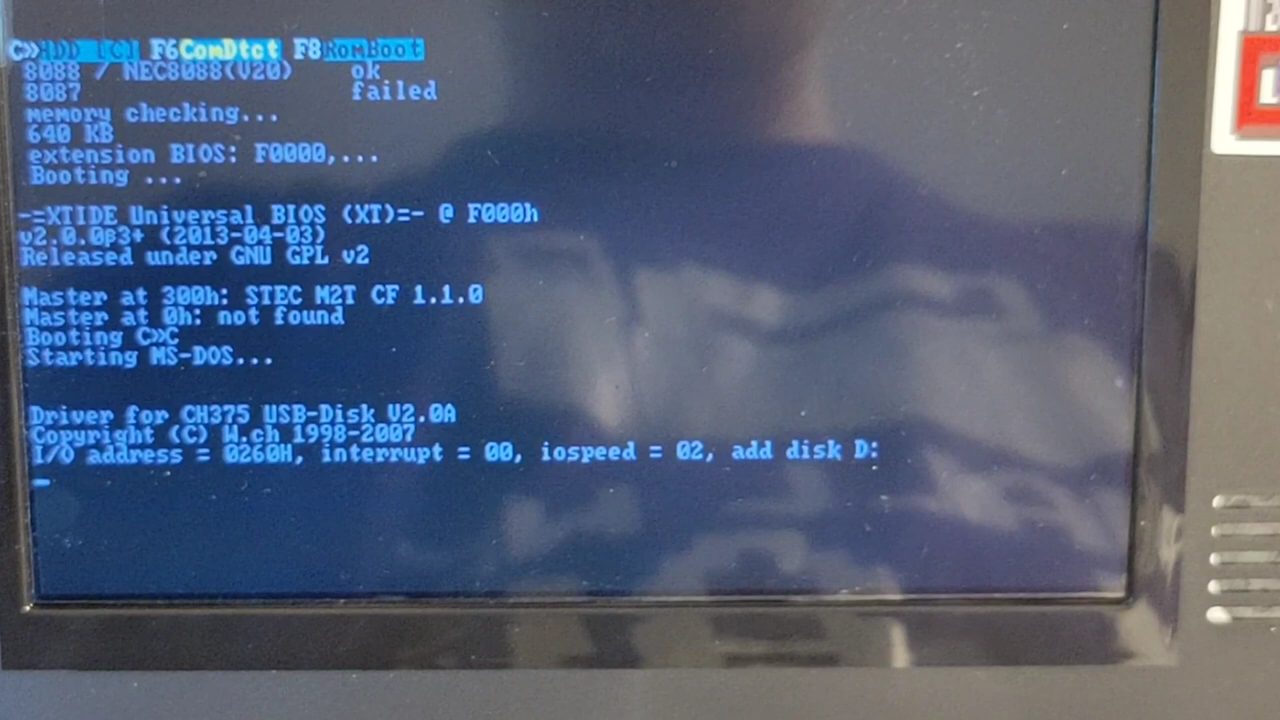 C»HDD [C] F6ComDtct F8RomBoot
8088 / NEC8088(V20) ok
8087 failed
memory checking...
640 KB
extension BIOS: F0000,...
Booting ...
-=XTIDE Universal BIOS (XT)=- @ F000h
v2.0.0β3+ (2013-04-03)
Released under GNU GPL v2
Master at 300h: STEC M2T CF 1.1.0
Master at 0h: not found
Booting C»C
Starting MS-DOS...
Driver for CH375 USB-Disk V2.0A
Copyright (C) W.ch 1998-2007
I/O address = 0260H, interrupt = 00, iospeed = 02, add disk D: